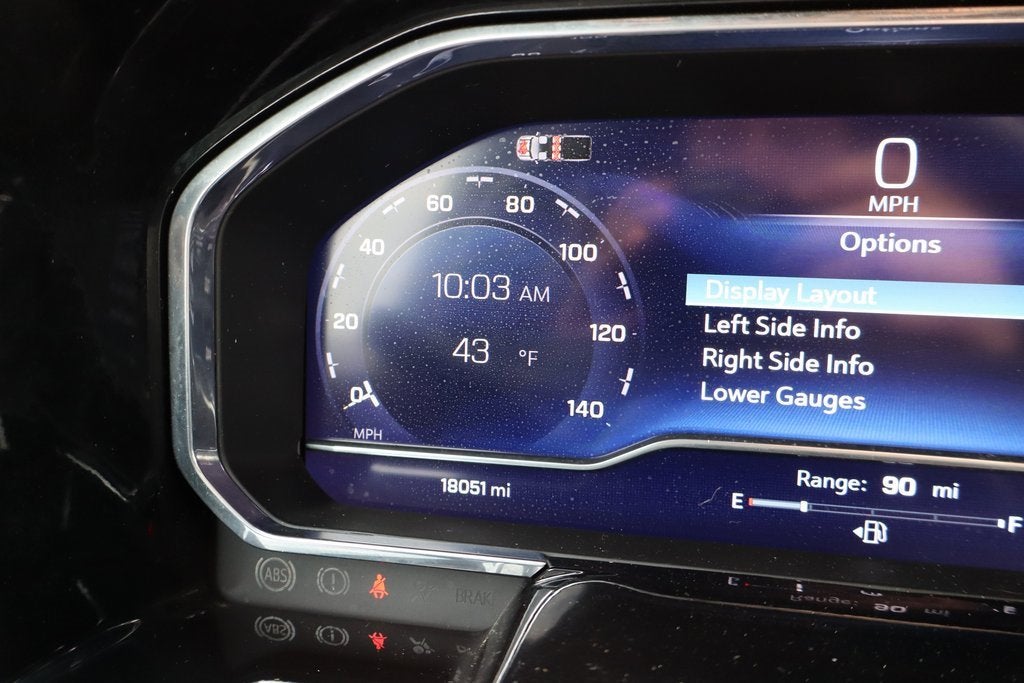 0
MPH
Options
Display Layout
Left Side Info
Right Side Info
Lower Gauges
0 20 40 60 80 100 120 140
10:03 AM
43 °F
MPH
18051 mi
Range: 90 mi
E F
ABS
BRAKE